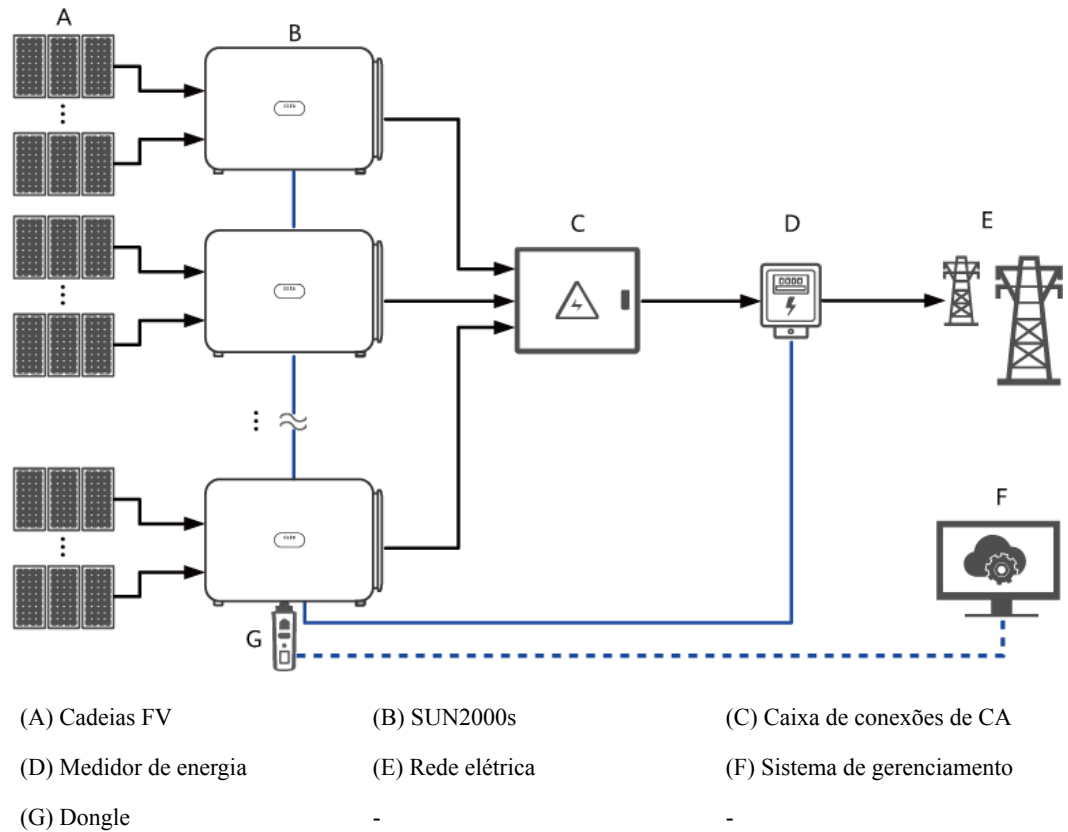 A
B
C
D
E
F
G
(A) Cadeias FV (B) SUN2000s (C) Caixa de conexões de CA
(D) Medidor de energia (E) Rede elétrica (F) Sistema de gerenciamento
(G) Dongle - -